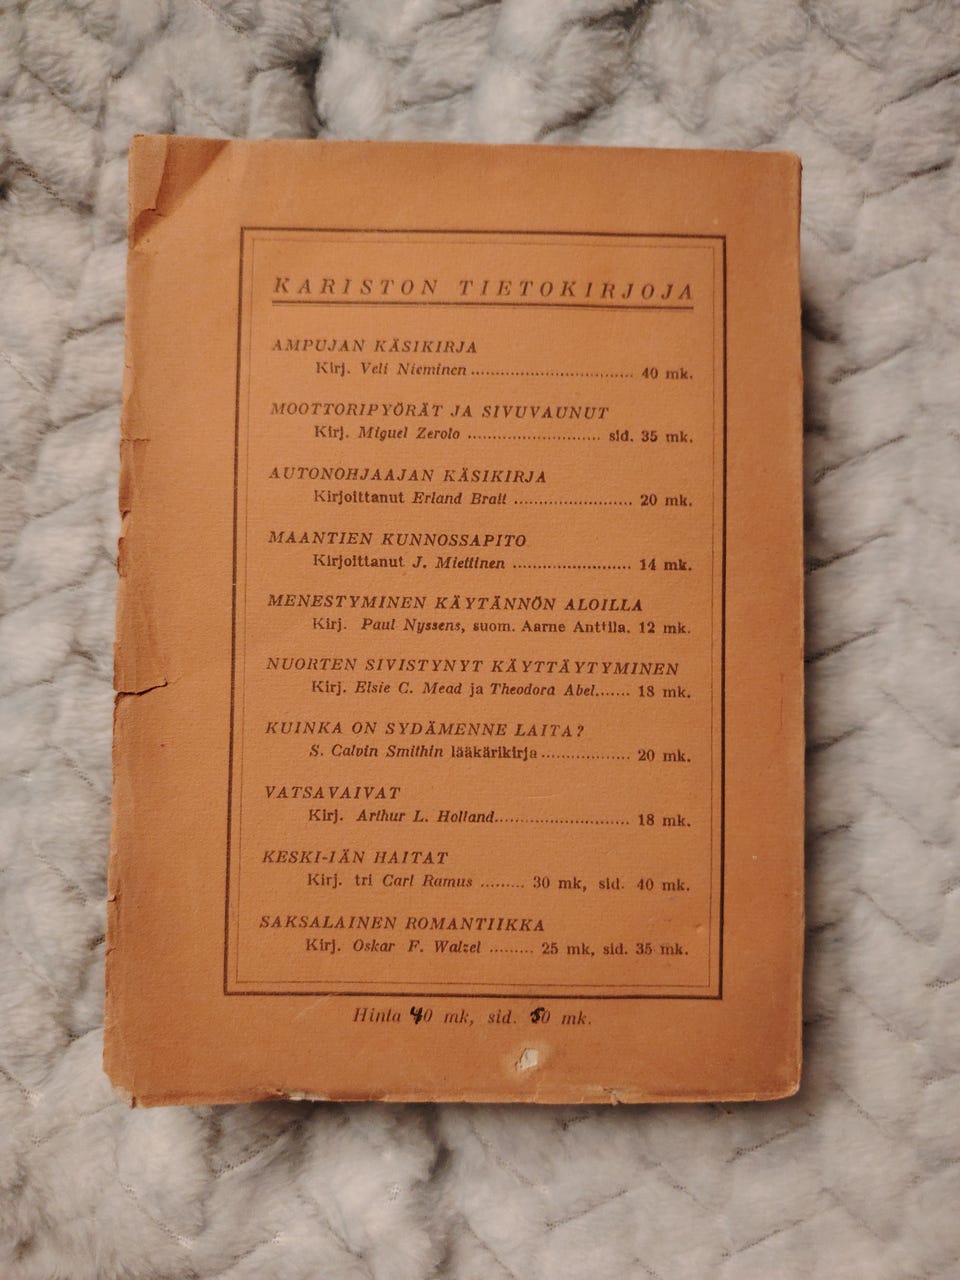 KARISTON TIETOKIRJOJA
AMPUJAN KÄSIKIRJA
Kirj. Veli Nieminen ................................ 40 mk.
MOOTTORIPYÖRÄT JA SIVUVAUNUT
Kirj. Miguel Zerolo ........................... sid. 35 mk.
AUTONOHJAAJAN KÄSIKIRJA
Kirjoittanut Erland Bratt ........................ 20 mk.
MAANTIEN KUNNOSSAPITO
Kirjoittanut J. Miettinen ........................ 14 mk.
MENESTYMINEN KÄYTÄNNÖN ALOILLA
Kirj. Paul Nyssens, suom. Aarne Anttila. 12 mk.
NUORTEN SIVISTYNYT KÄYTTÄYTYMINEN
Kirj. Elsie C. Mead ja Theodora Abel....... 18 mk.
KUINKA ON SYDÄMENNE LAITA?
S. Calvin Smithin lääkärikirja.................. 20 mk.
VATSAVAIVAT
Kirj. Arthur L. Holland........................... 18 mk.
KESKI-IÄN HAITAT
Kirj. tri Carl Ramus ......... 30 mk, sid. 40 mk.
SAKSALAINEN ROMANTIIKKA
Kirj. Oskar F. Walzel ......... 25 mk, sid. 35 mk.
Hinta 40 mk, sid. 50 mk.